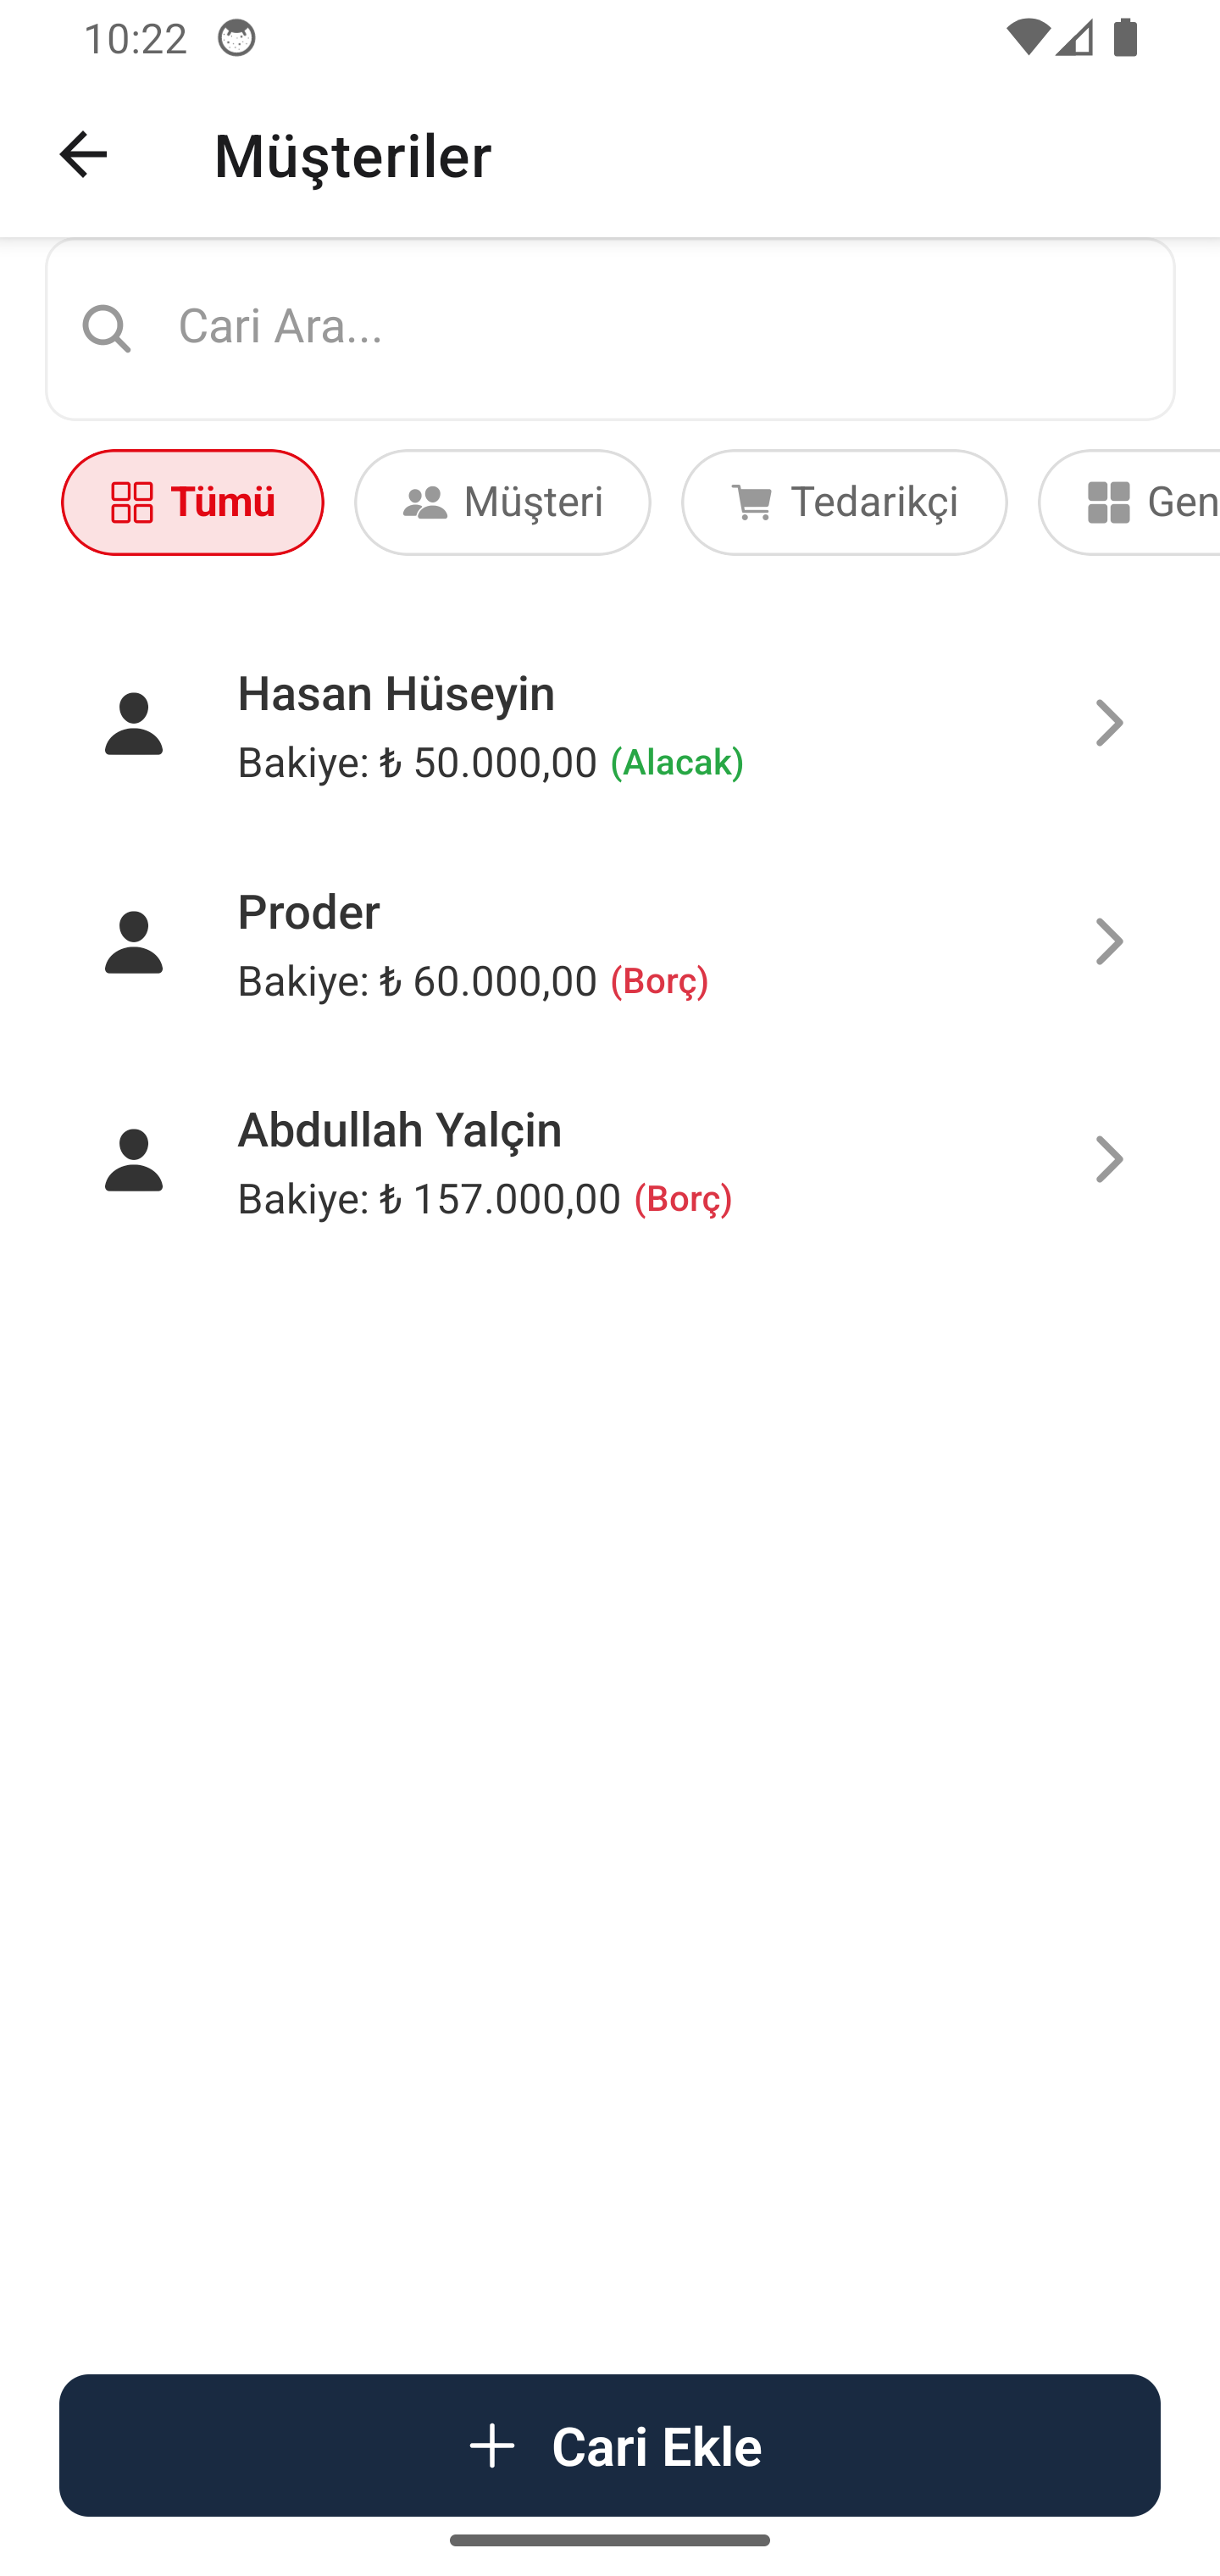 10:22
Müşteriler
Cari Ara...
Tümü
Müşteri
Tedarikçi
Gen
Hasan Hüseyin
Bakiye: ₺ 50.000,00 (Alacak)
Proder
Bakiye: ₺ 60.000,00 (Borç)
Abdullah Yalçin
Bakiye: ₺ 157.000,00 (Borç)
Cari Ekle